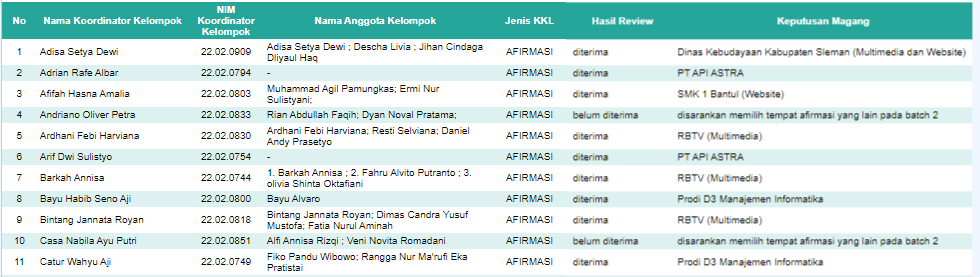 No Nama Koordinator Kelompok NIM Koordinator Kelompok Nama Anggota Kelompok Jenis KKL Hasil Review Keputusan Magang
1 Adisa Setya Dewi 22.02.0909 Adisa Setya Dewi ; Descha Livia ; Jihan Cindaga Dliyaul Haq AFIRMASI diterima Dinas Kebudayaan Kabupaten Sleman (Multimedia dan Website)
2 Adrian Rafe Albar 22.02.0794 - AFIRMASI diterima PT API ASTRA
3 Afifah Hasna Amalia 22.02.0803 Muhammad Agil Pamungkas; Ermi Nur Sulistyani; AFIRMASI diterima SMK 1 Bantul (Website)
4 Andriano Oliver Petra 22.02.0833 Rian Abdullah Faqih; Dyan Noval Pratama; AFIRMASI belum diterima disarankan memilih tempat afirmasi yang lain pada batch 2
5 Ardhani Febi Harviana 22.02.0830 Ardhani Febi Harviana; Resti Selviana; Daniel Andy Prasetyo AFIRMASI diterima RBTV (Multimedia)
6 Arif Dwi Sulistyo 22.02.0754 - AFIRMASI diterima PT API ASTRA
7 Barkah Annisa 22.02.0744 1. Barkah Annisa ; 2. Fahru Alvito Putranto ; 3. olivia Shinta Oktafiani AFIRMASI diterima RBTV (Multimedia)
8 Bayu Habib Seno Aji 22.02.0800 Bayu Alvaro AFIRMASI diterima Prodi D3 Manajemen Informatika
9 Bintang Jannata Royan 22.02.0818 Bintang Jannata Royan; Dimas Candra Yusuf Mustofa; Fatia Nurul Aminah AFIRMASI diterima RBTV (Multimedia)
10 Casa Nabila Ayu Putri 22.02.0851 Alfi Annisa Rizqi ; Veni Novita Romadani AFIRMASI belum diterima disarankan memilih tempat afirmasi yang lain pada batch 2
11 Catur Wahyu Aji 22.02.0749 Fiko Pandu Wibowo; Rangga Nur Ma'rufi Eka Pratistai AFIRMASI diterima Prodi D3 Manajemen Informatika